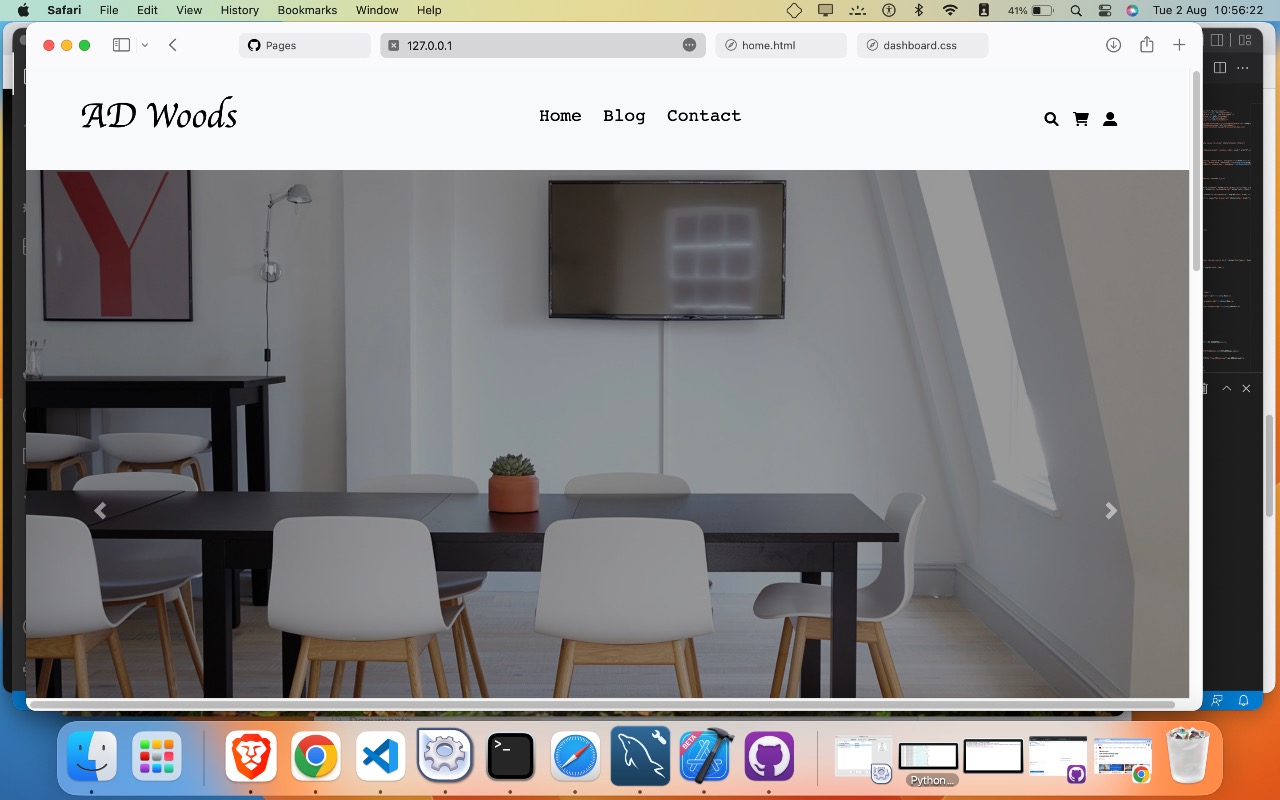 Safari File Edit View History Bookmarks Window Help 41% Tue 2 Aug 10:56:22
Pages 127.0.0.1 home.html dashboard.css
AD Woods Home Blog Contact
Y
BETA
Python...